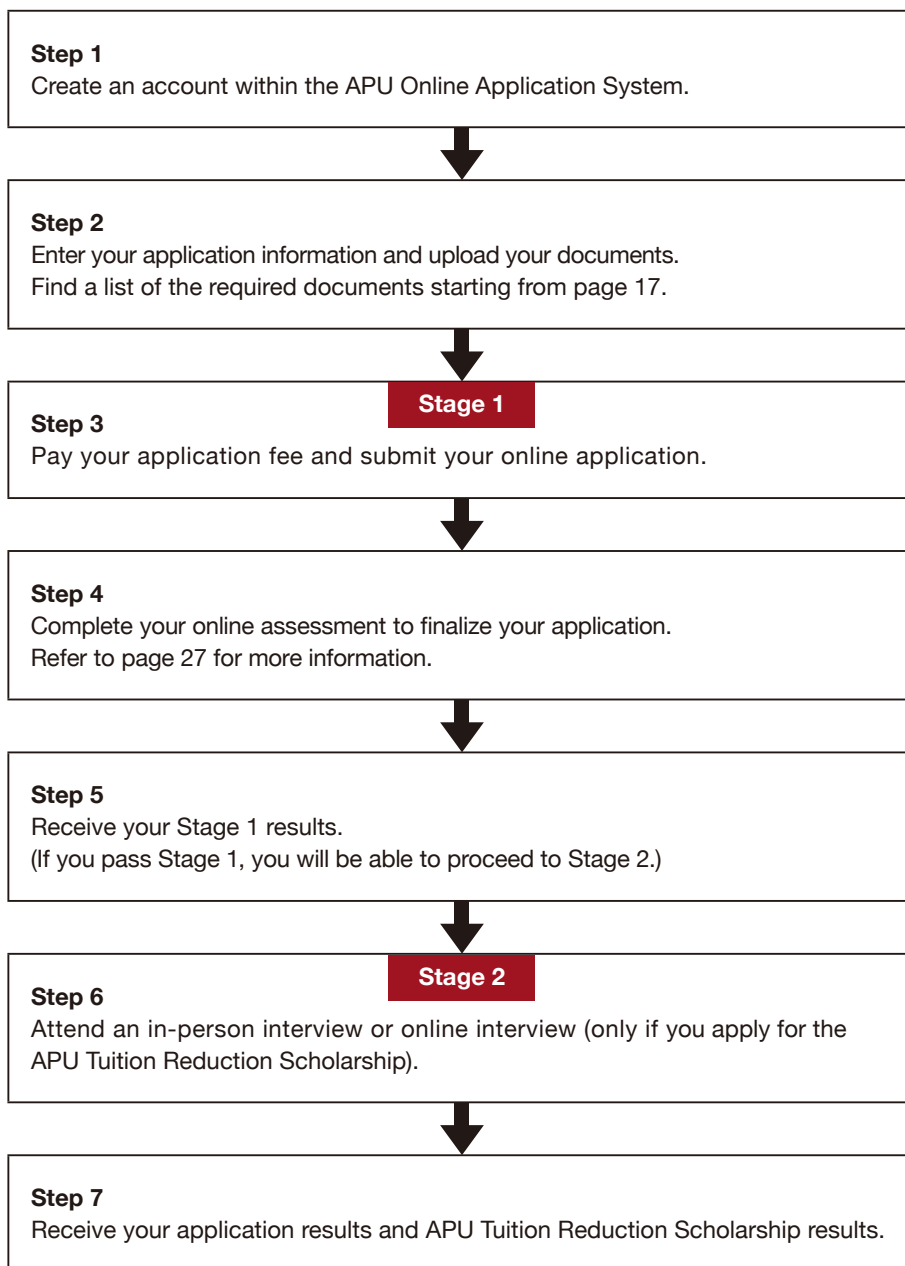 Step 1
Create an account within the APU Online Application System.
Step 2
Enter your application information and upload your documents.
Find a list of the required documents starting from page 17.
Stage 1
Step 3
Pay your application fee and submit your online application.
Step 4
Complete your online assessment to finalize your application.
Refer to page 27 for more information.
Step 5
Receive your Stage 1 results.
(If you pass Stage 1, you will be able to proceed to Stage 2.)
Stage 2
Step 6
Attend an in-person interview or online interview (only if you apply for the
APU Tuition Reduction Scholarship).
Step 7
Receive your application results and APU Tuition Reduction Scholarship results.